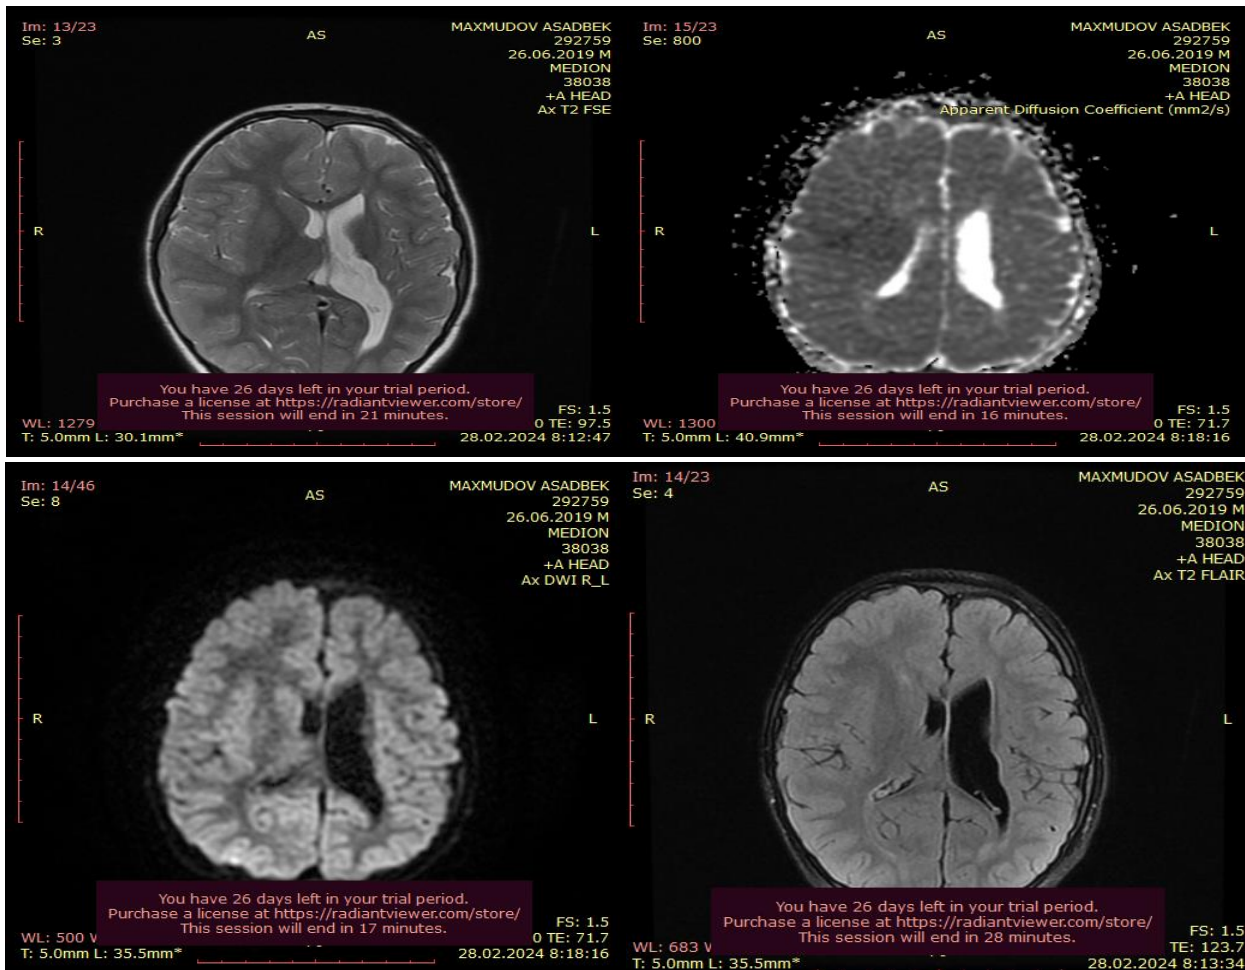 Im: 13/23
Se: 3
AS
MAXMUDOV ASADBEK
292759
26.06.2019 M
MEDION
38038
+A HEAD
Ax T2 FSE
R
L
You have 26 days left in your trial period.
Purchase a license at https://radiantviewer.com/store/
This session will end in 21 minutes.
WL: 1279
T: 5.0mm L: 30.1mm*
FS: 1.5
0 TE: 97.5
28.02.2024 8:12:47
Im: 15/23
Se: 800
AS
MAXMUDOV ASADBEK
292759
26.06.2019 M
MEDION
38038
+A HEAD
Apparent Diffusion Coefficient (mm2/s)
R
L
You have 26 days left in your trial period.
Purchase a license at https://radiantviewer.com/store/
This session will end in 16 minutes.
WL: 1300
T: 5.0mm L: 40.9mm*
FS: 1.5
0 TE: 71.7
28.02.2024 8:18:16
Im: 14/46
Se: 8
AS
MAXMUDOV ASADBEK
292759
26.06.2019 M
MEDION
38038
+A HEAD
Ax DWI R_L
R
L
You have 26 days left in your trial period.
Purchase a license at https://radiantviewer.com/store/
This session will end in 17 minutes.
WL: 500 W
T: 5.0mm L: 35.5mm*
FS: 1.5
0 TE: 71.7
28.02.2024 8:18:16
Im: 14/23
Se: 4
AS
MAXMUDOV ASADBEK
292759
26.06.2019 M
MEDION
38038
+A HEAD
Ax T2 FLAIR
R
L
You have 26 days left in your trial period.
Purchase a license at https://radiantviewer.com/store/
This session will end in 28 minutes.
WL: 683 W
T: 5.0mm L: 35.5mm*
FS: 1.5
TE: 123.7
28.02.2024 8:13:34